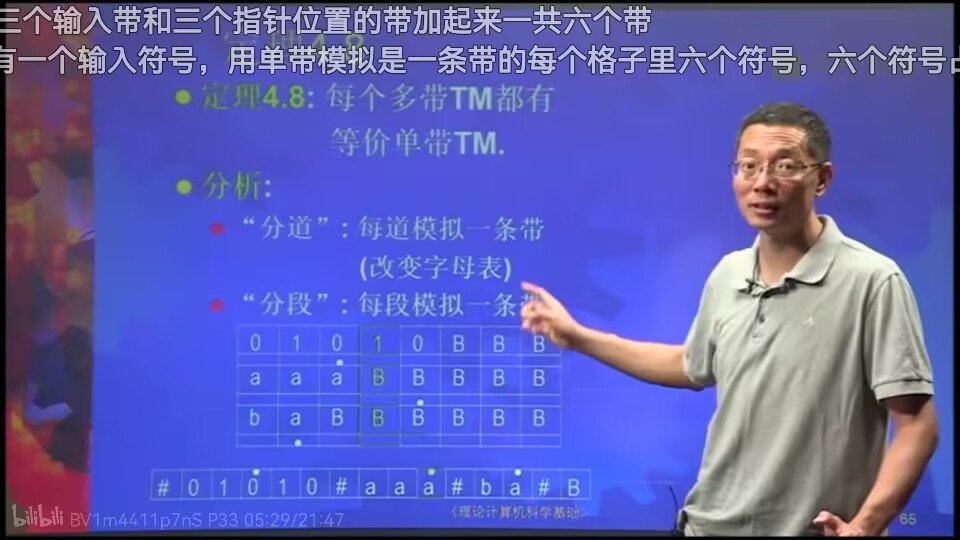 三个输入带和三个指针位置的带加起来一共六个带
有一个输入符号，用单带模拟是一条带的每个格子里六个符号，六个符号占
定理4.8
定理4.8: 每个多带TM都有
等价单带TM.
分析:
“分道”: 每道模拟一条带
(改变字母表)
“分段”: 每段模拟一条带
0 1 0 1 0 B B B
a a a B B B B B
b a B B B B B B
# 0 1 0 1 0 # a a a # b a # B
《理论计算机科学基础》
65
bilibili BV1m4411p7nS P33 05:29/21:47